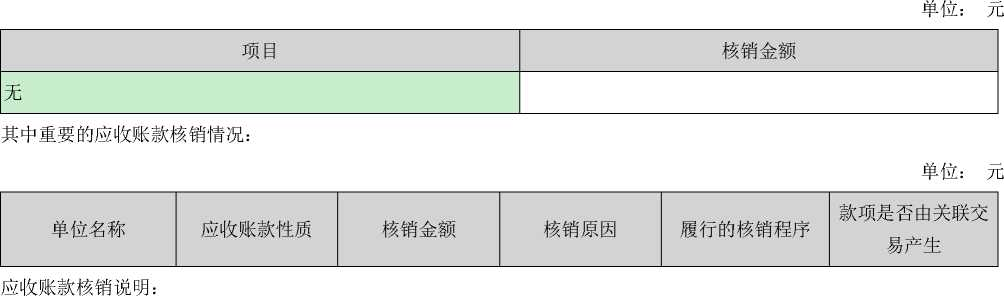 单位： 元
项目 核销金额
无
其中重要的应收账款核销情况：
单位： 元
单位名称 应收账款性质 核销金额 核销原因 履行的核销程序 款项是否由关联交
易产生
应收账款核销说明：